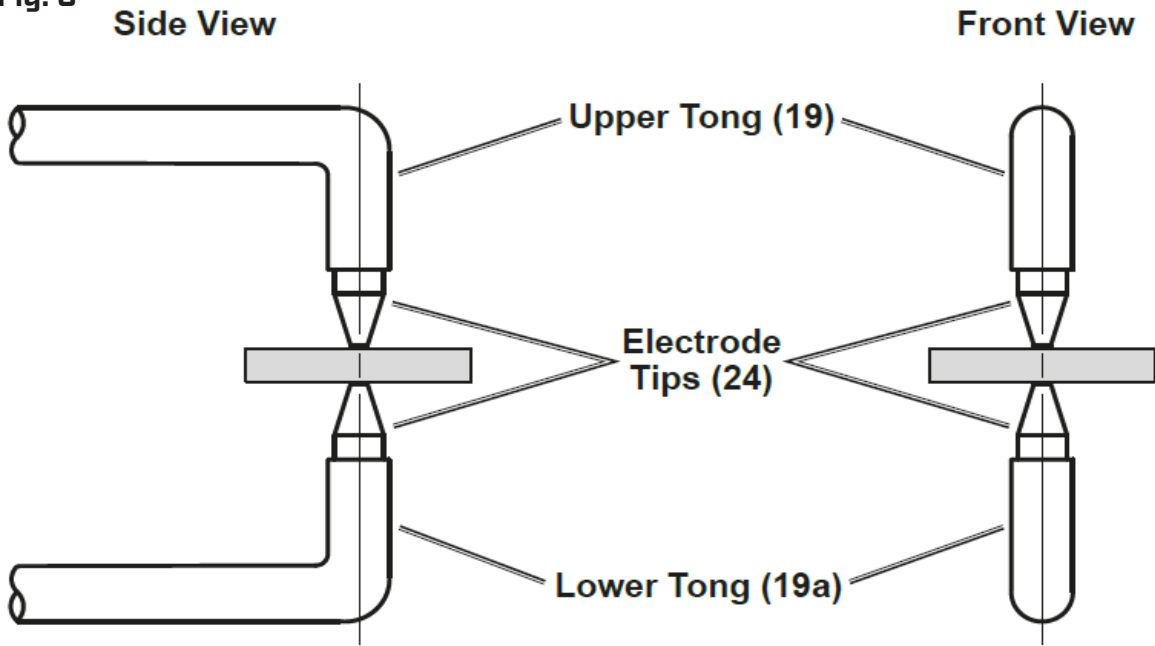 Side View
Front View
Upper Tong (19)
Electrode
Tips (24)
Lower Tong (19a)